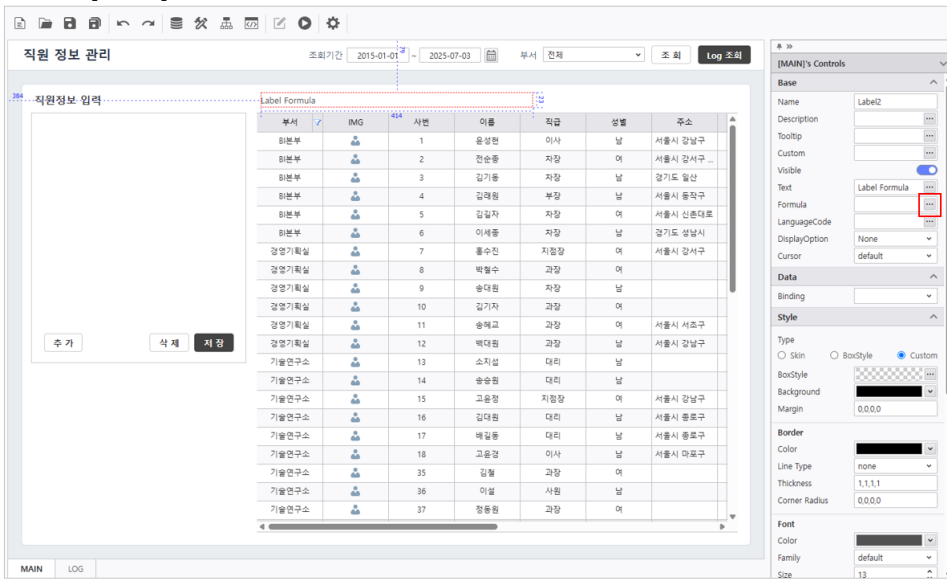 직원 정보 관리
조회기간 2015-01-01 ~ 2025-07-03 부서 전체 조 회 Log 조회
384
414
23
직원정보 입력
Label Formula
부서 IMG 사번 이름 직급 성별 주소
BI본부 1 윤성현 이사 남 서울시 강남구
BI본부 2 전순종 차장 여 서울시 강서구 ...
BI본부 3 김기동 차장 남 경기도 일산
BI본부 4 김래원 부장 남 서울시 동작구
BI본부 5 김길자 차장 여 서울시 신촌대로
BI본부 6 이세종 차장 남 경기도 성남시
경영기획실 7 홍수진 지점장 여 서울시 강서구
경영기획실 8 박철수 과장 여
경영기획실 9 송대원 차장 남
경영기획실 10 김기자 과장 여
경영기획실 11 송혜교 과장 여 서울시 서초구
경영기획실 12 백대원 과장 남 서울시 강남구
기술연구소 13 소지섭 대리 남
기술연구소 14 송승원 대리 남
기술연구소 15 고윤정 지점장 여 서울시 강남구
기술연구소 16 김대원 대리 남 서울시 종로구
기술연구소 17 배길동 대리 남 서울시 종로구
기술연구소 18 고윤경 이사 남 서울시 마포구
기술연구소 35 김철 과장 여
기술연구소 36 이설 사원 남
기술연구소 37 정동원 과장 여
추 가 삭 제 저 장
MAIN LOG
[MAIN]'s Controls
Base
Name Label2
Description
Tooltip
Custom
Visible
Text Label Formula
Formula
LanguageCode
DisplayOption None
Cursor default
Data
Binding
Style
Type
Skin BoxStyle Custom
BoxStyle
Background
Margin 0,0,0,0
Border
Color
Line Type none
Thickness 1,1,1,1
Corner Radius 0,0,0,0
Font
Color
Family default
Size 13